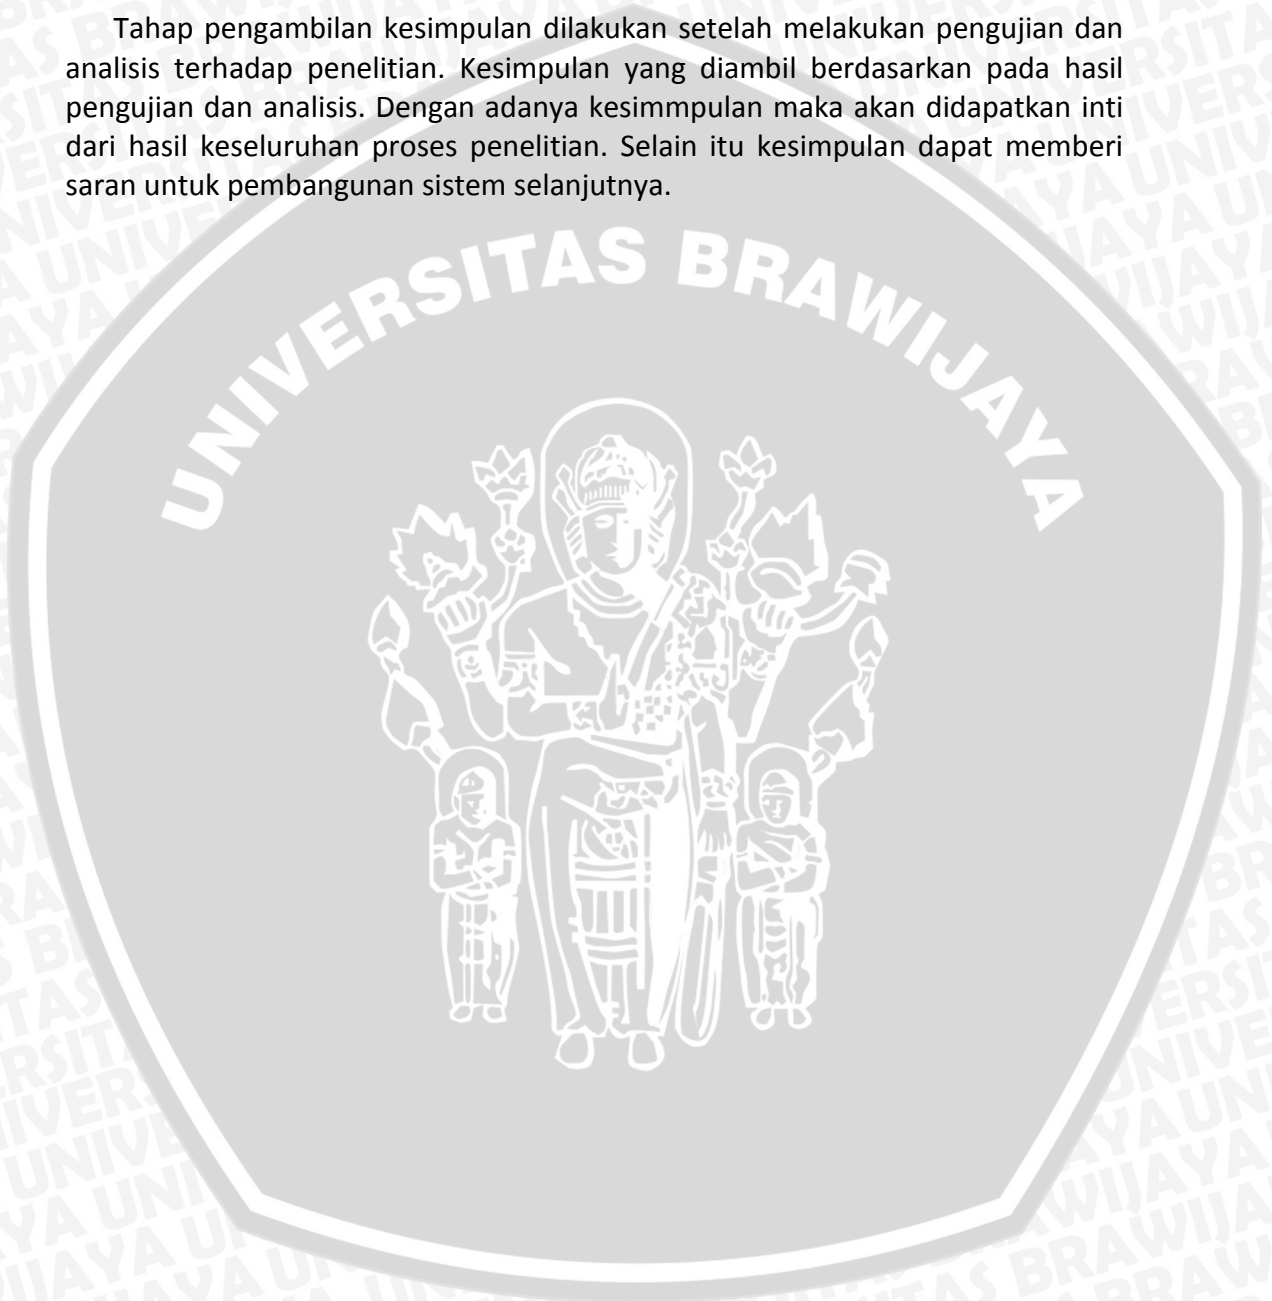 Tahap pengambilan kesimpulan dilakukan setelah melakukan pengujian dan
analisis terhadap penelitian. Kesimpulan yang diambil berdasarkan pada hasil
pengujian dan analisis. Dengan adanya kesimmpulan maka akan didapatkan inti
dari hasil keseluruhan proses penelitian. Selain itu kesimpulan dapat memberi
saran untuk pembangunan sistem selanjutnya.
UNIVERSITAS BRAWIJAYA